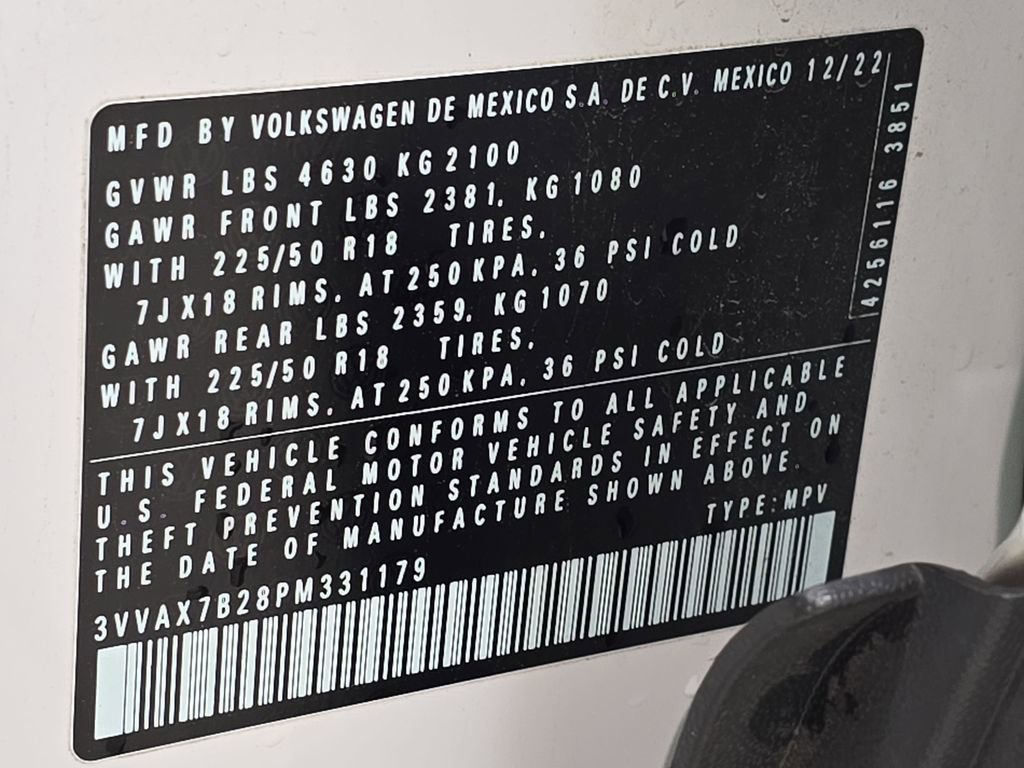 MFD BY VOLKSWAGEN DE MEXICO S.A. DE C.V. MEXICO 12/22
GVWR LBS 4630 KG 2100
GAWR FRONT LBS 2381, KG 1080
WITH 225/50 R18 TIRES,
7JX18 RIMS, AT 250 KPA, 36 PSI COLD
GAWR REAR LBS 2359, KG 1070
WITH 225/50 R18 TIRES,
7JX18 RIMS, AT 250 KPA, 36 PSI COLD
THIS VEHICLE CONFORMS TO ALL APPLICABLE
U.S. FEDERAL MOTOR VEHICLE SAFETY AND
THEFT PREVENTION STANDARDS IN EFFECT ON
THE DATE OF MANUFACTURE SHOWN ABOVE.
TYPE: MPV
3VVAX7B28PM331179
4256116 3851